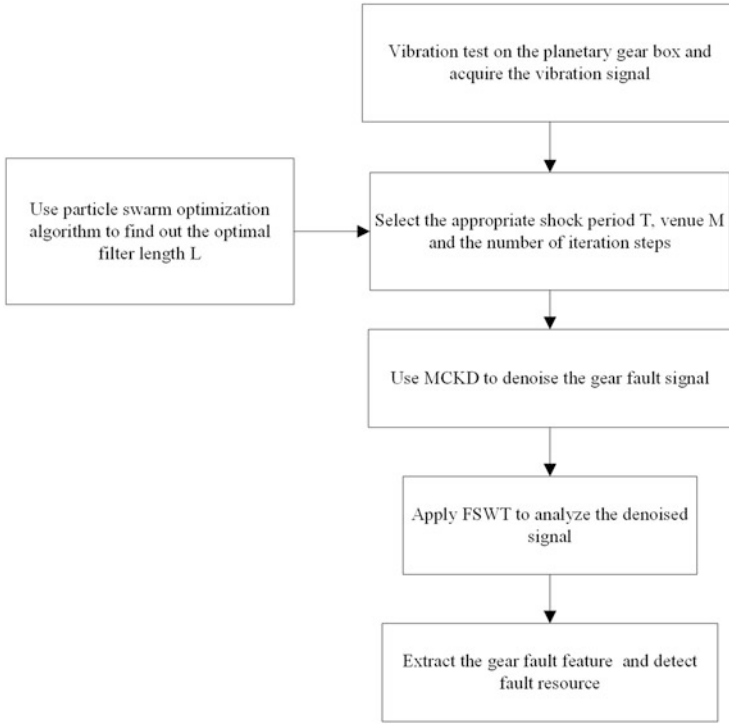 Vibration test on the planetary gear box and
acquire the vibration signal
Use particle swarm optimization
algorithm to find out the optimal
filter length L
Select the appropriate shock period T, venue M
and the number of iteration steps
Use MCKD to denoise the gear fault signal
Apply FSWT to analyze the denoised
signal
Extract the gear fault feature and detect
fault resource